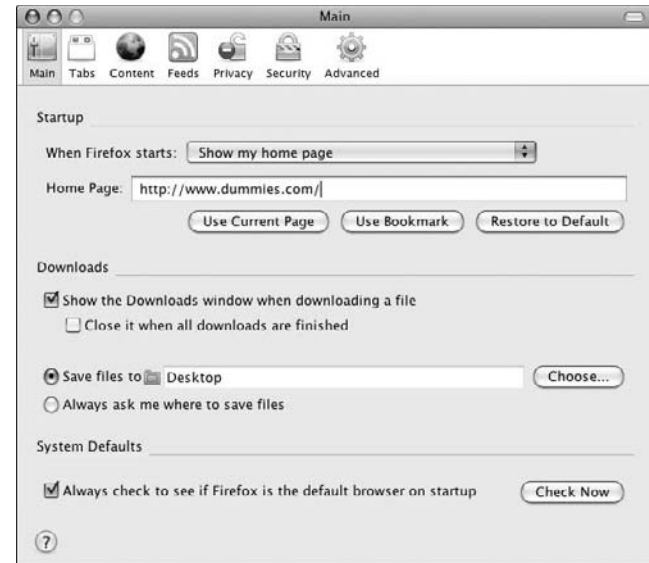 Main
Main Tabs Content Feeds Privacy Security Advanced
Startup
When Firefox starts: Show my home page
Home Page: http://www.dummies.com/
Use Current Page Use Bookmark Restore to Default
Downloads
Show the Downloads window when downloading a file
Close it when all downloads are finished
Save files to Desktop Choose...
Always ask me where to save files
System Defaults
Always check to see if Firefox is the default browser on startup Check Now
?